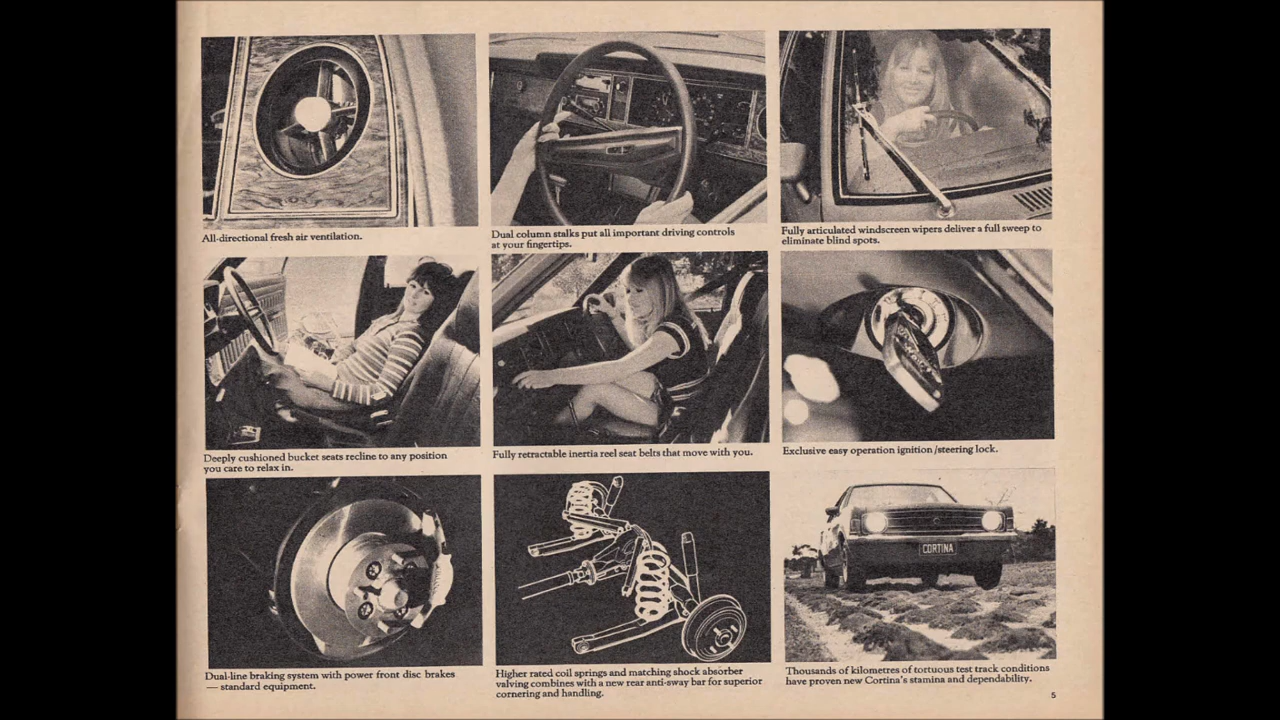 All-directional fresh air ventilation.
Dual column stalks put all important driving controls
at your fingertips.
Fully articulated windscreen wipers deliver a full sweep to
eliminate blind spots.
Deeply cushioned bucket seats recline to any position
you care to relax in.
Fully retractable inertia reel seat belts that move with you.
Exclusive easy operation ignition/steering lock.
CORTINA
Dual-line braking system with power front disc brakes
— standard equipment.
Higher rated coil springs and matching shock absorber
valving combines with a new rear anti-sway bar for superior
cornering and handling.
Thousands of kilometres of tortuous test track conditions
have proven new Cortina's stamina and dependability.
5